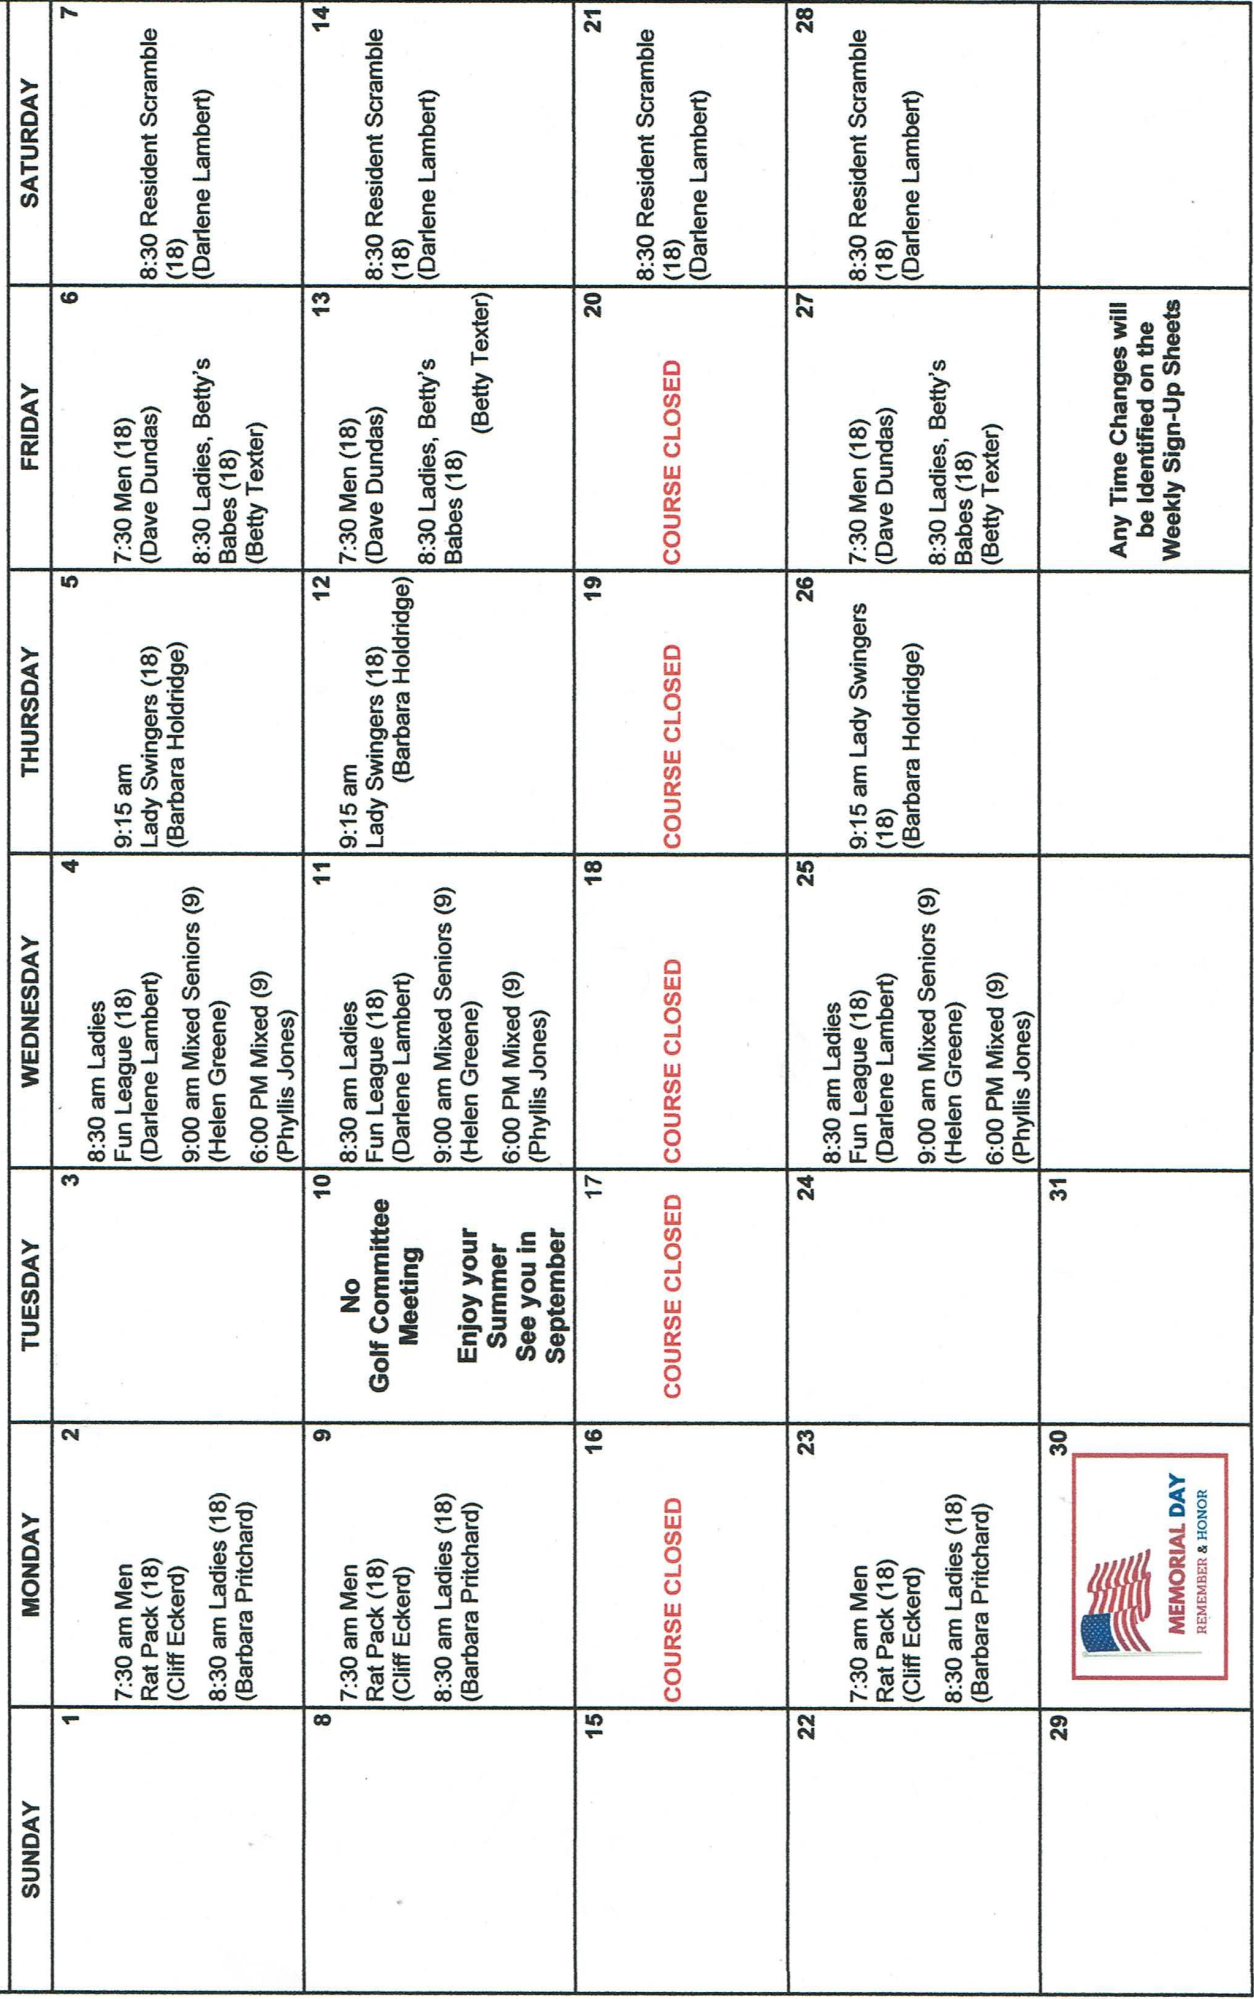 SUNDAY
MONDAY
TUESDAY
WEDNESDAY
THURSDAY
FRIDAY
SATURDAY
1
2
7:30 am Men
Rat Pack (18)
(Cliff Eckerd)
8:30 am Ladies (18)
(Barbara Pritchard)
3
4
8:30 am Ladies
Fun League (18)
(Darlene Lambert)
9:00 am Mixed Seniors (9)
(Helen Greene)
6:00 PM Mixed (9)
(Phyllis Jones)
5
9:15 am
Lady Swingers (18)
(Barbara Holdridge)
6
7:30 Men (18)
(Dave Dundas)
8:30 Ladies, Betty's
Babes (18)
(Betty Texter)
7
8:30 Resident Scramble
(18)
(Darlene Lambert)
8
9
7:30 am Men
Rat Pack (18)
(Cliff Eckerd)
8:30 am Ladies (18)
(Barbara Pritchard)
10
No
Golf Committee
Meeting
Enjoy your
Summer
See you in
September
11
8:30 am Ladies
Fun League (18)
(Darlene Lambert)
9:00 am Mixed Seniors (9)
(Helen Greene)
6:00 PM Mixed (9)
(Phyllis Jones)
12
9:15 am
Lady Swingers (18)
(Barbara Holdridge)
13
7:30 Men (18)
(Dave Dundas)
8:30 Ladies, Betty's
Babes (18)
(Betty Texter)
14
8:30 Resident Scramble
(18)
(Darlene Lambert)
15
16
COURSE CLOSED
17
COURSE CLOSED
18
COURSE CLOSED
19
COURSE CLOSED
20
COURSE CLOSED
21
8:30 Resident Scramble
(18)
(Darlene Lambert)
22
23
7:30 am Men
Rat Pack (18)
(Cliff Eckerd)
8:30 am Ladies (18)
(Barbara Pritchard)
24
25
8:30 am Ladies
Fun League (18)
(Darlene Lambert)
9:00 am Mixed Seniors (9)
(Helen Greene)
6:00 PM Mixed (9)
(Phyllis Jones)
26
9:15 am Lady Swingers
(18)
(Barbara Holdridge)
27
7:30 Men (18)
(Dave Dundas)
8:30 Ladies, Betty's
Babes (18)
(Betty Texter)
28
8:30 Resident Scramble
(18)
(Darlene Lambert)
29
30
MEMORIAL DAY
REMEMBER & HONOR
31
Any Time Changes will
be Identified on the
Weekly Sign-Up Sheets